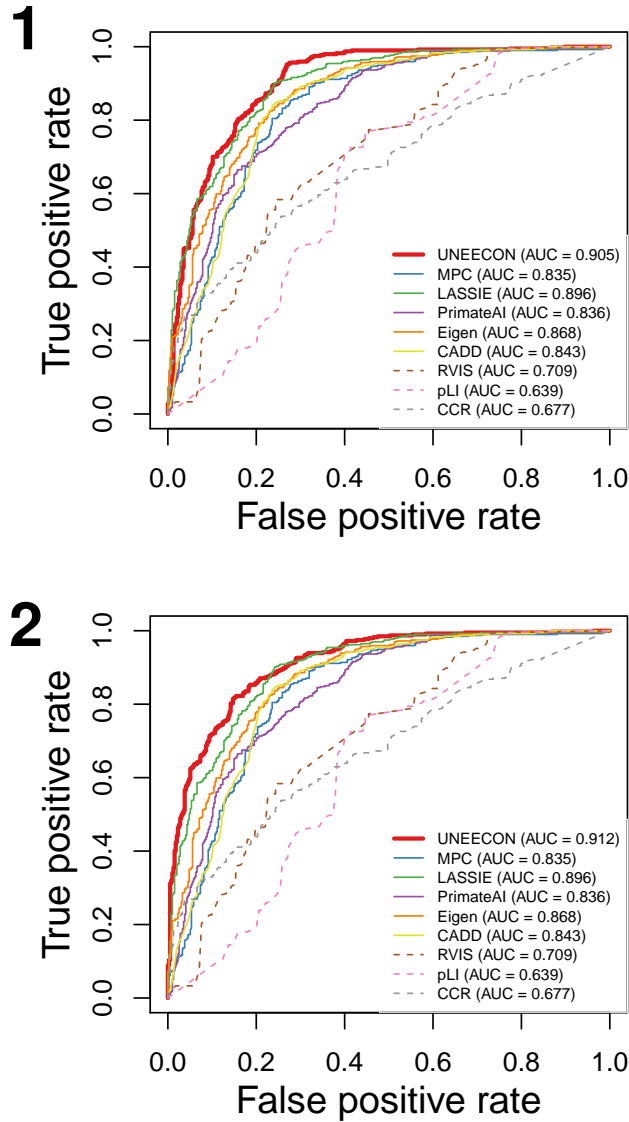 1
True positive rate
1.0
0.8
0.6
0.4
0.2
0.0
UNEECON (AUC = 0.905)
MPC (AUC = 0.835)
LASSIE (AUC = 0.896)
PrimateAI (AUC = 0.836)
Eigen (AUC = 0.868)
CADD (AUC = 0.843)
RVIS (AUC = 0.709)
pLI (AUC = 0.639)
CCR (AUC = 0.677)
0.0 0.2 0.4 0.6 0.8 1.0
False positive rate
2
True positive rate
1.0
0.8
0.6
0.4
0.2
0.0
UNEECON (AUC = 0.912)
MPC (AUC = 0.835)
LASSIE (AUC = 0.896)
PrimateAI (AUC = 0.836)
Eigen (AUC = 0.868)
CADD (AUC = 0.843)
RVIS (AUC = 0.709)
pLI (AUC = 0.639)
CCR (AUC = 0.677)
0.0 0.2 0.4 0.6 0.8 1.0
False positive rate